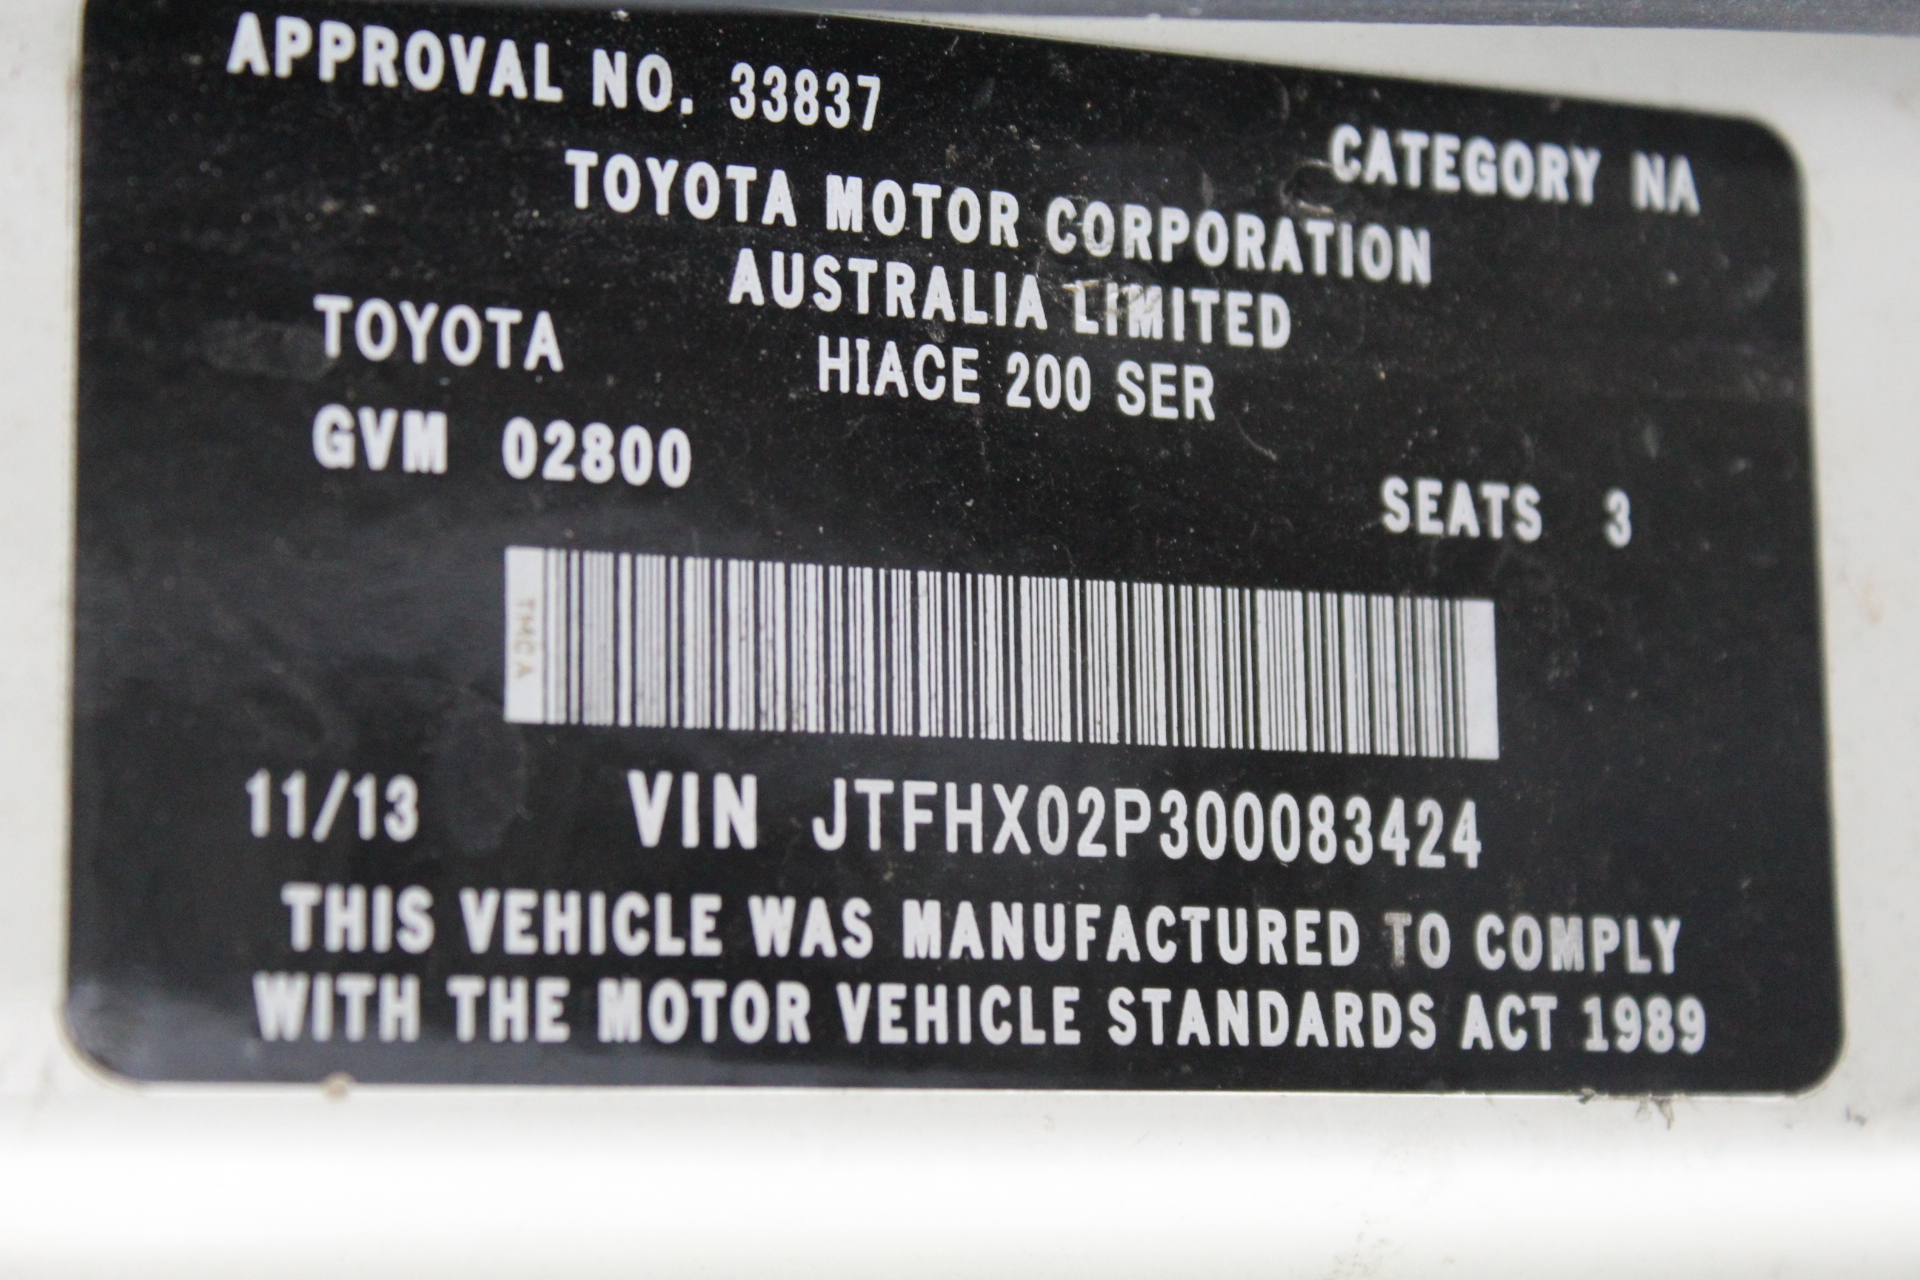 APPROVAL NO. 33837
CATEGORY NA
TOYOTA MOTOR CORPORATION
AUSTRALIA LIMITED
TOYOTA HIACE 200 SER
GVM 02800
SEATS 3
TMCA
11/13 VIN JTFHX02P300083424
THIS VEHICLE WAS MANUFACTURED TO COMPLY
WITH THE MOTOR VEHICLE STANDARDS ACT 1989